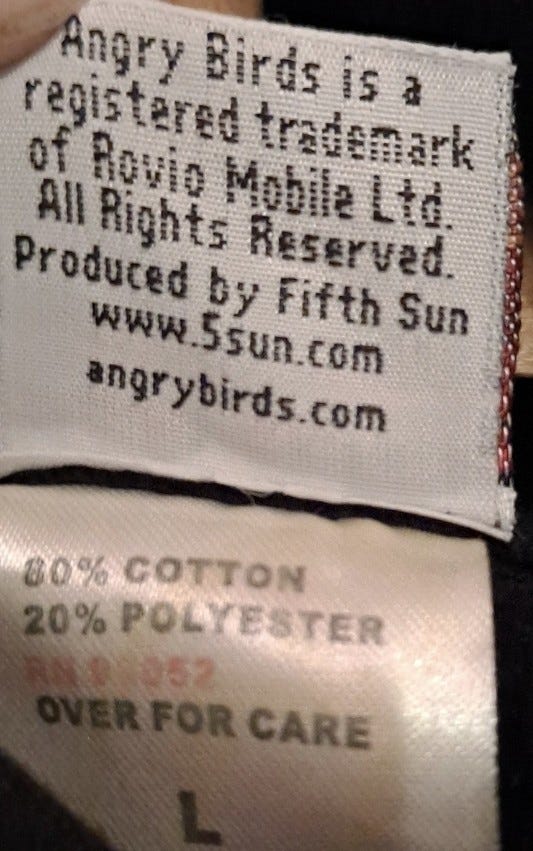 Angry Birds is a
registered trademark
of Rovio Mobile Ltd.
All Rights Reserved.
Produced by Fifth Sun
www.5sun.com
angrybirds.com
80% COTTON
20% POLYESTER
RN
OVER FOR CARE
L